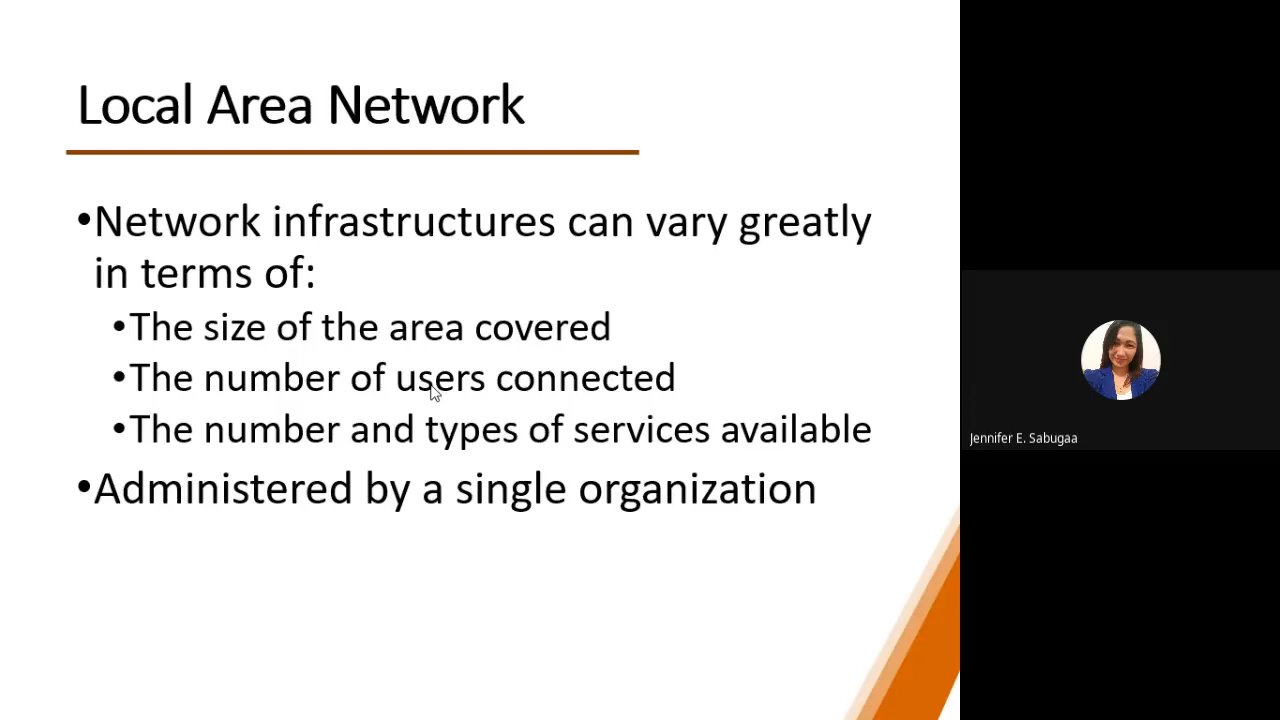 Local Area Network
•Network infrastructures can vary greatly
in terms of:
•The size of the area covered
•The number of users connected
•The number and types of services available
•Administered by a single organization
Jennifer E. Sabugaa